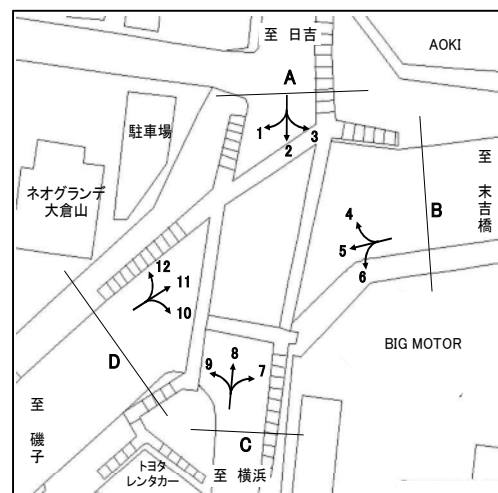 至 日吉
AOKI
A
1
2
3
駐車場
ネオグランデ
大倉山
至 末吉橋
B
4
5
6
12
11
10
D
BIG MOTOR
9
8
7
C
至 磯子
トヨタ
レンタカー
至 横浜